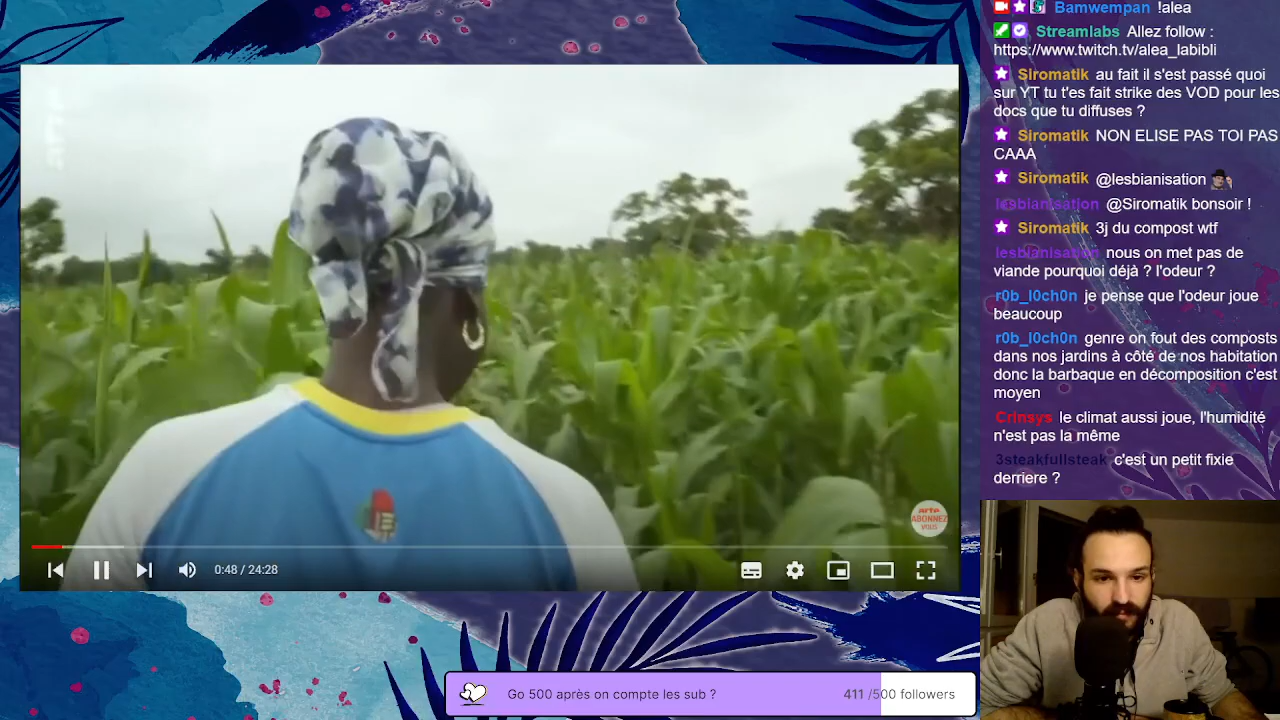 Bamwempan !alea
Streamlabs Allez follow :
https://www.twitch.tv/alea_labibli
Siromatik au fait il s'est passé quoi
sur YT tu t'es fait strike des VOD pour les
docs que tu diffuses ?
Siromatik NON ELISE PAS TOI PAS
CAAA
Siromatik @lesbianisation
lesbianisation @Siromatik bonsoir !
Siromatik 3j du compost wtf
lesbianisation nous on met pas de
viande pourquoi déjà ? l'odeur ?
r0b_l0ch0n je pense que l'odeur joue
beaucoup
r0b_l0ch0n genre on fout des composts
dans nos jardins à côté de nos habitation
donc la barbaque en décomposition c'est
moyen
Crinsys le climat aussi joue, l'humidité
n'est pas la même
3steakfullsteak c'est un petit fixie
derriere ?
arte
ABONNEZ
VOUS
0:48 / 24:28
Go 500 après on compte les sub ?
411 /500 followers